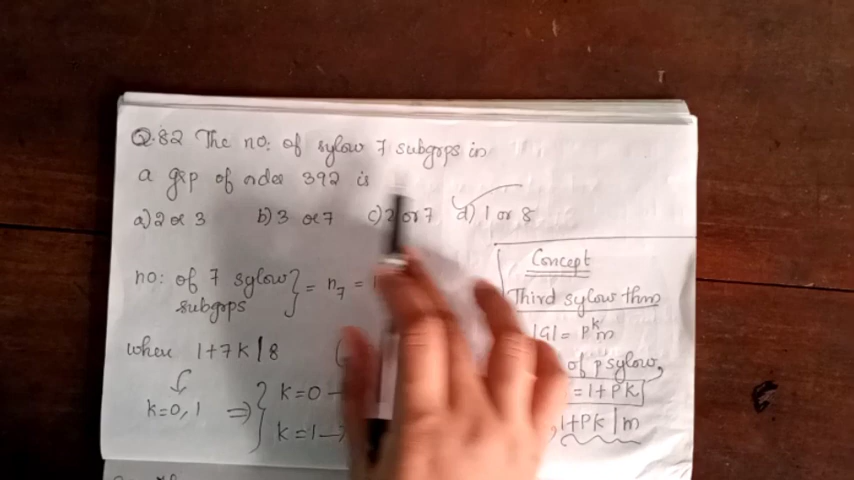 Q.82 The no: of sylow 7 subgrps in
a grp of order 392 is
a) 2 or 3 b) 3 or 7 c) 2 or 7 d) 1 or 8
no: of 7 sylow
subgrps } = n7 =
when 1+7k | 8
k=0,1 ⇒ { k=0 →
k=1 →
Concept
Third sylow thm
|G| = p^k m
of p sylow,
= 1+pk
, 1+pk | m